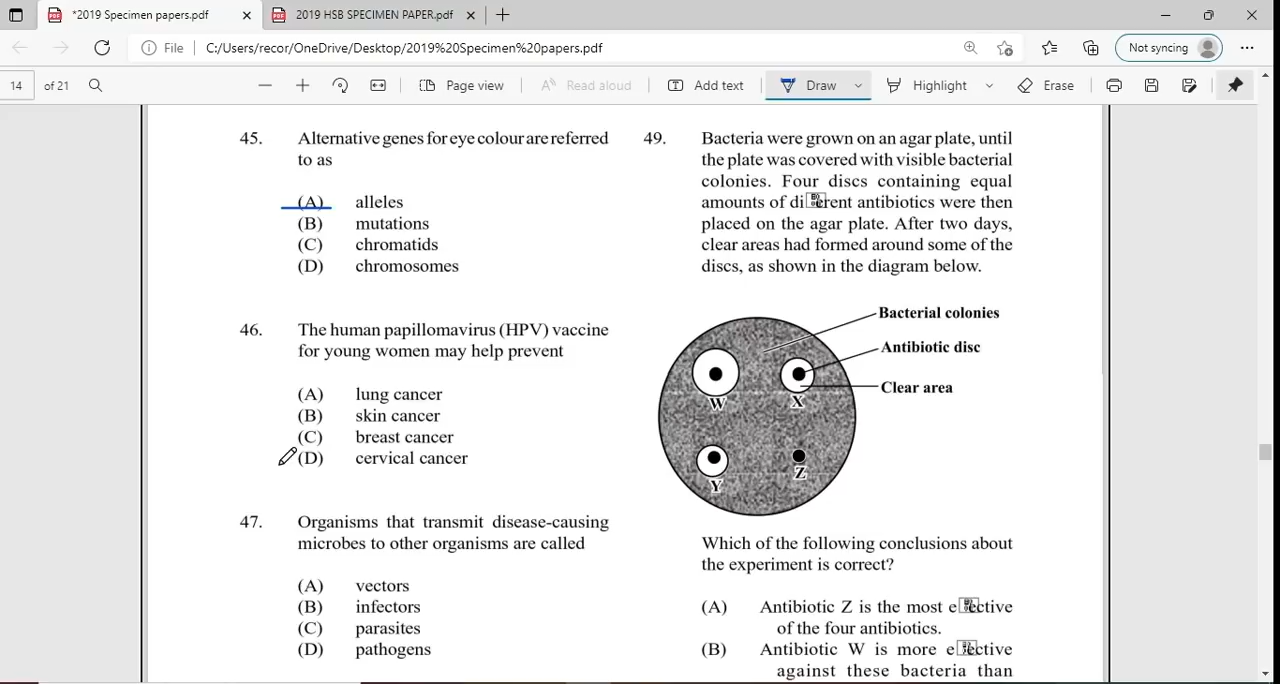 *2019 Specimen papers.pdf
2019 HSB SPECIMEN PAPER.pdf
File
C:/Users/recor/OneDrive/Desktop/2019%20Specimen%20papers.pdf
Not syncing
14
of 21
Page view
Read aloud
Add text
Draw
Highlight
Erase
45. Alternative genes for eye colour are referred
to as
(A) alleles
(B) mutations
(C) chromatids
(D) chromosomes
46. The human papillomavirus (HPV) vaccine
for young women may help prevent
(A) lung cancer
(B) skin cancer
(C) breast cancer
(D) cervical cancer
47. Organisms that transmit disease-causing
microbes to other organisms are called
(A) vectors
(B) infectors
(C) parasites
(D) pathogens
49. Bacteria were grown on an agar plate, until
the plate was covered with visible bacterial
colonies. Four discs containing equal
amounts of di erent antibiotics were then
placed on the agar plate. After two days,
clear areas had formed around some of the
discs, as shown in the diagram below.
Bacterial colonies
Antibiotic disc
Clear area
W
X
Y
Z
Which of the following conclusions about
the experiment is correct?
(A) Antibiotic Z is the most e ective
of the four antibiotics.
(B) Antibiotic W is more e ective
against these bacteria than